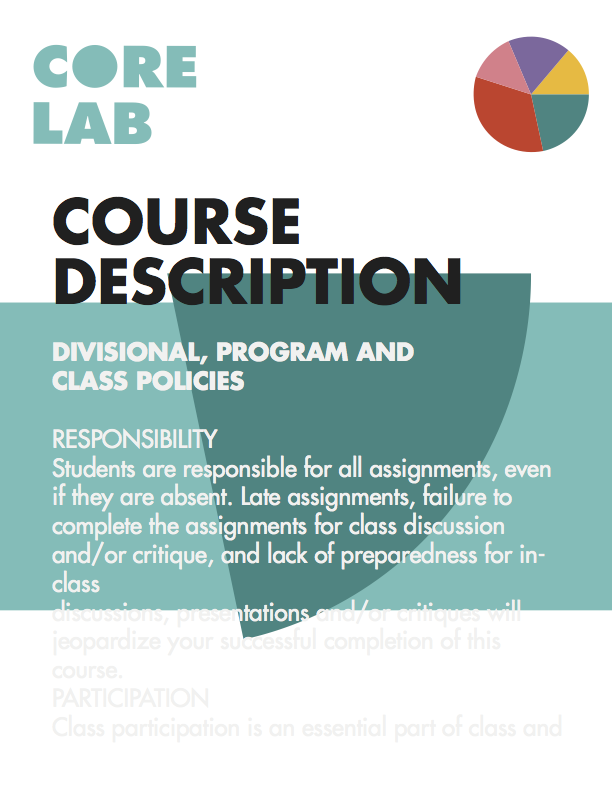 CORE
LAB
COURSE
DESCRIPTION
DIVISIONAL, PROGRAM AND
CLASS POLICIES
RESPONSIBILITY
Students are responsible for all assignments, even
if they are absent. Late assignments, failure to
complete the assignments for class discussion
and/or critique, and lack of preparedness for in-
class
discussions, presentations and/or critiques will
jeopardize your successful completion of this
course.
PARTICIPATION
Class participation is an essential part of class and